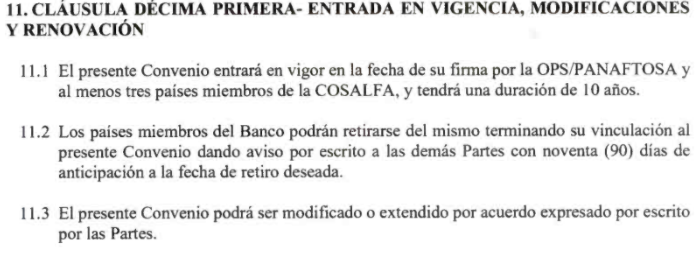 11. CLÁUSULA DÉCIMA PRIMERA- ENTRADA EN VIGENCIA, MODIFICACIONES
Y RENOVACIÓN
11.1 El presente Convenio entrará en vigor en la fecha de su firma por la OPS/PANAFTOSA y
al menos tres países miembros de la COSALFA, y tendrá una duración de 10 años.
11.2 Los países miembros del Banco podrán retirarse del mismo terminando su vinculación al
presente Convenio dando aviso por escrito a las demás Partes con noventa (90) días de
anticipación a la fecha de retiro deseada.
11.3 El presente Convenio podrá ser modificado o extendido por acuerdo expresado por escrito
por las Partes.